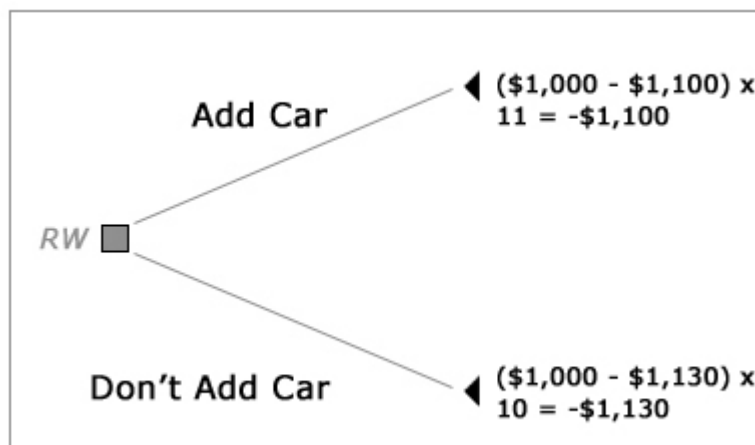 Add Car
($1,000 - $1,100) x
11 = -$1,100
RW
Don't Add Car
($1,000 - $1,130) x
10 = -$1,130